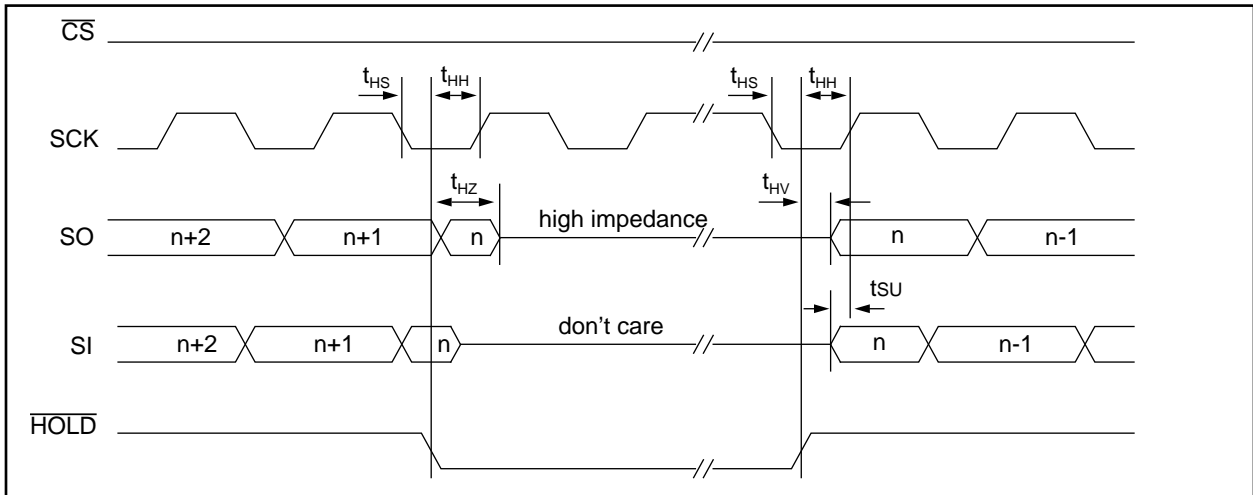 CS
tHS
tHH
tHS
tHH
SCK
tHZ
tHV
SO
n+2
n+1
n
high impedance
n
n-1
tSU
SI
n+2
n+1
n
don't care
n
n-1
HOLD